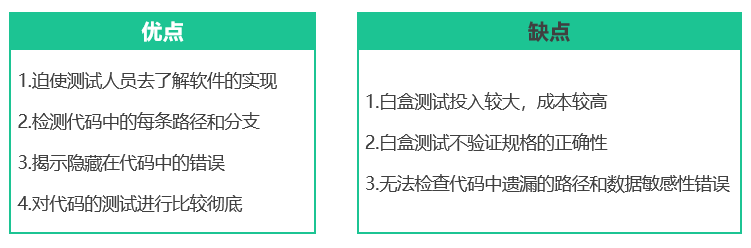 优点
1.迫使测试人员去了解软件的实现
2.检测代码中的每条路径和分支
3.揭示隐藏在代码中的错误
4.对代码的测试进行比较彻底
缺点
1.白盒测试投入较大，成本较高
2.白盒测试不验证规格的正确性
3.无法检查代码中遗漏的路径和数据敏感性错误